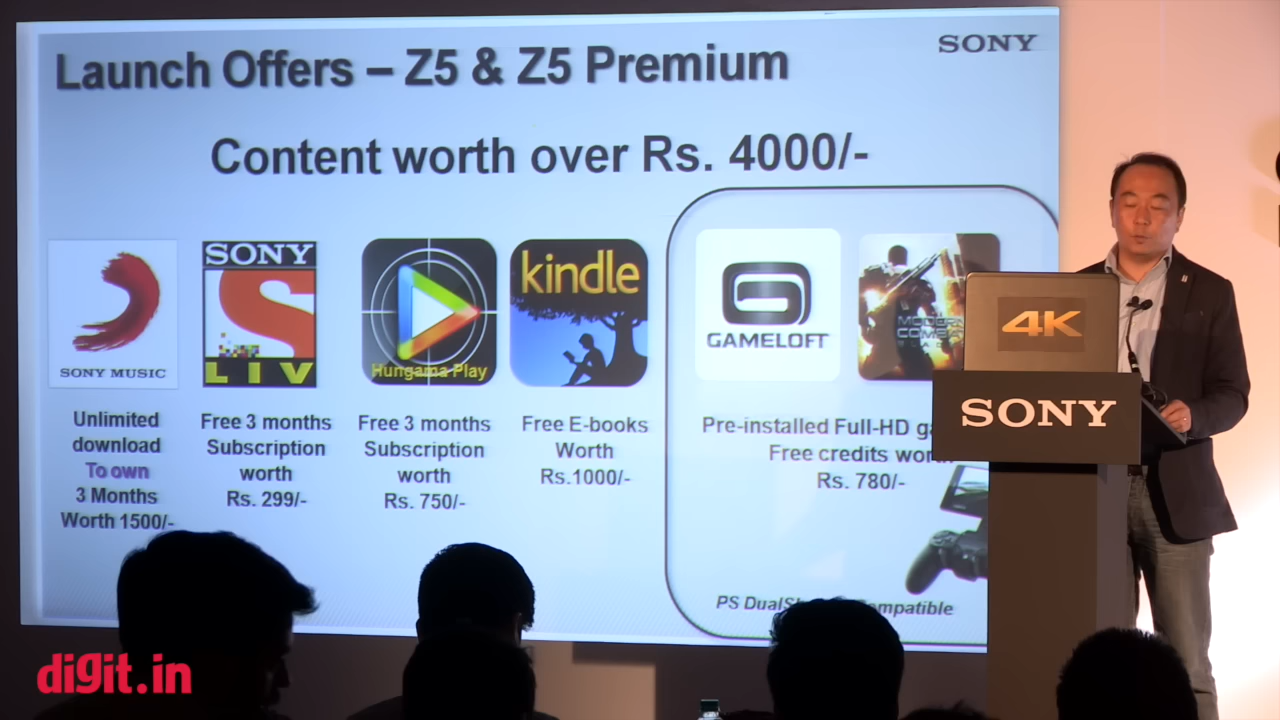 Launch Offers – Z5 & Z5 Premium
SONY
Content worth over Rs. 4000/-
SONY MUSIC
Unlimited
download
To own
3 Months
Worth 1500/-
SONY
LIV
Free 3 months
Subscription
worth
Rs. 299/-
Hungama Play
Free 3 months
Subscription
worth
Rs. 750/-
kindle
Free E-books
Worth
Rs.1000/-
GAMELOFT
MODERN
COMBAT
Pre-installed Full-HD
Free credits
Rs. 780/-
PS
4K
SONY
digit.in